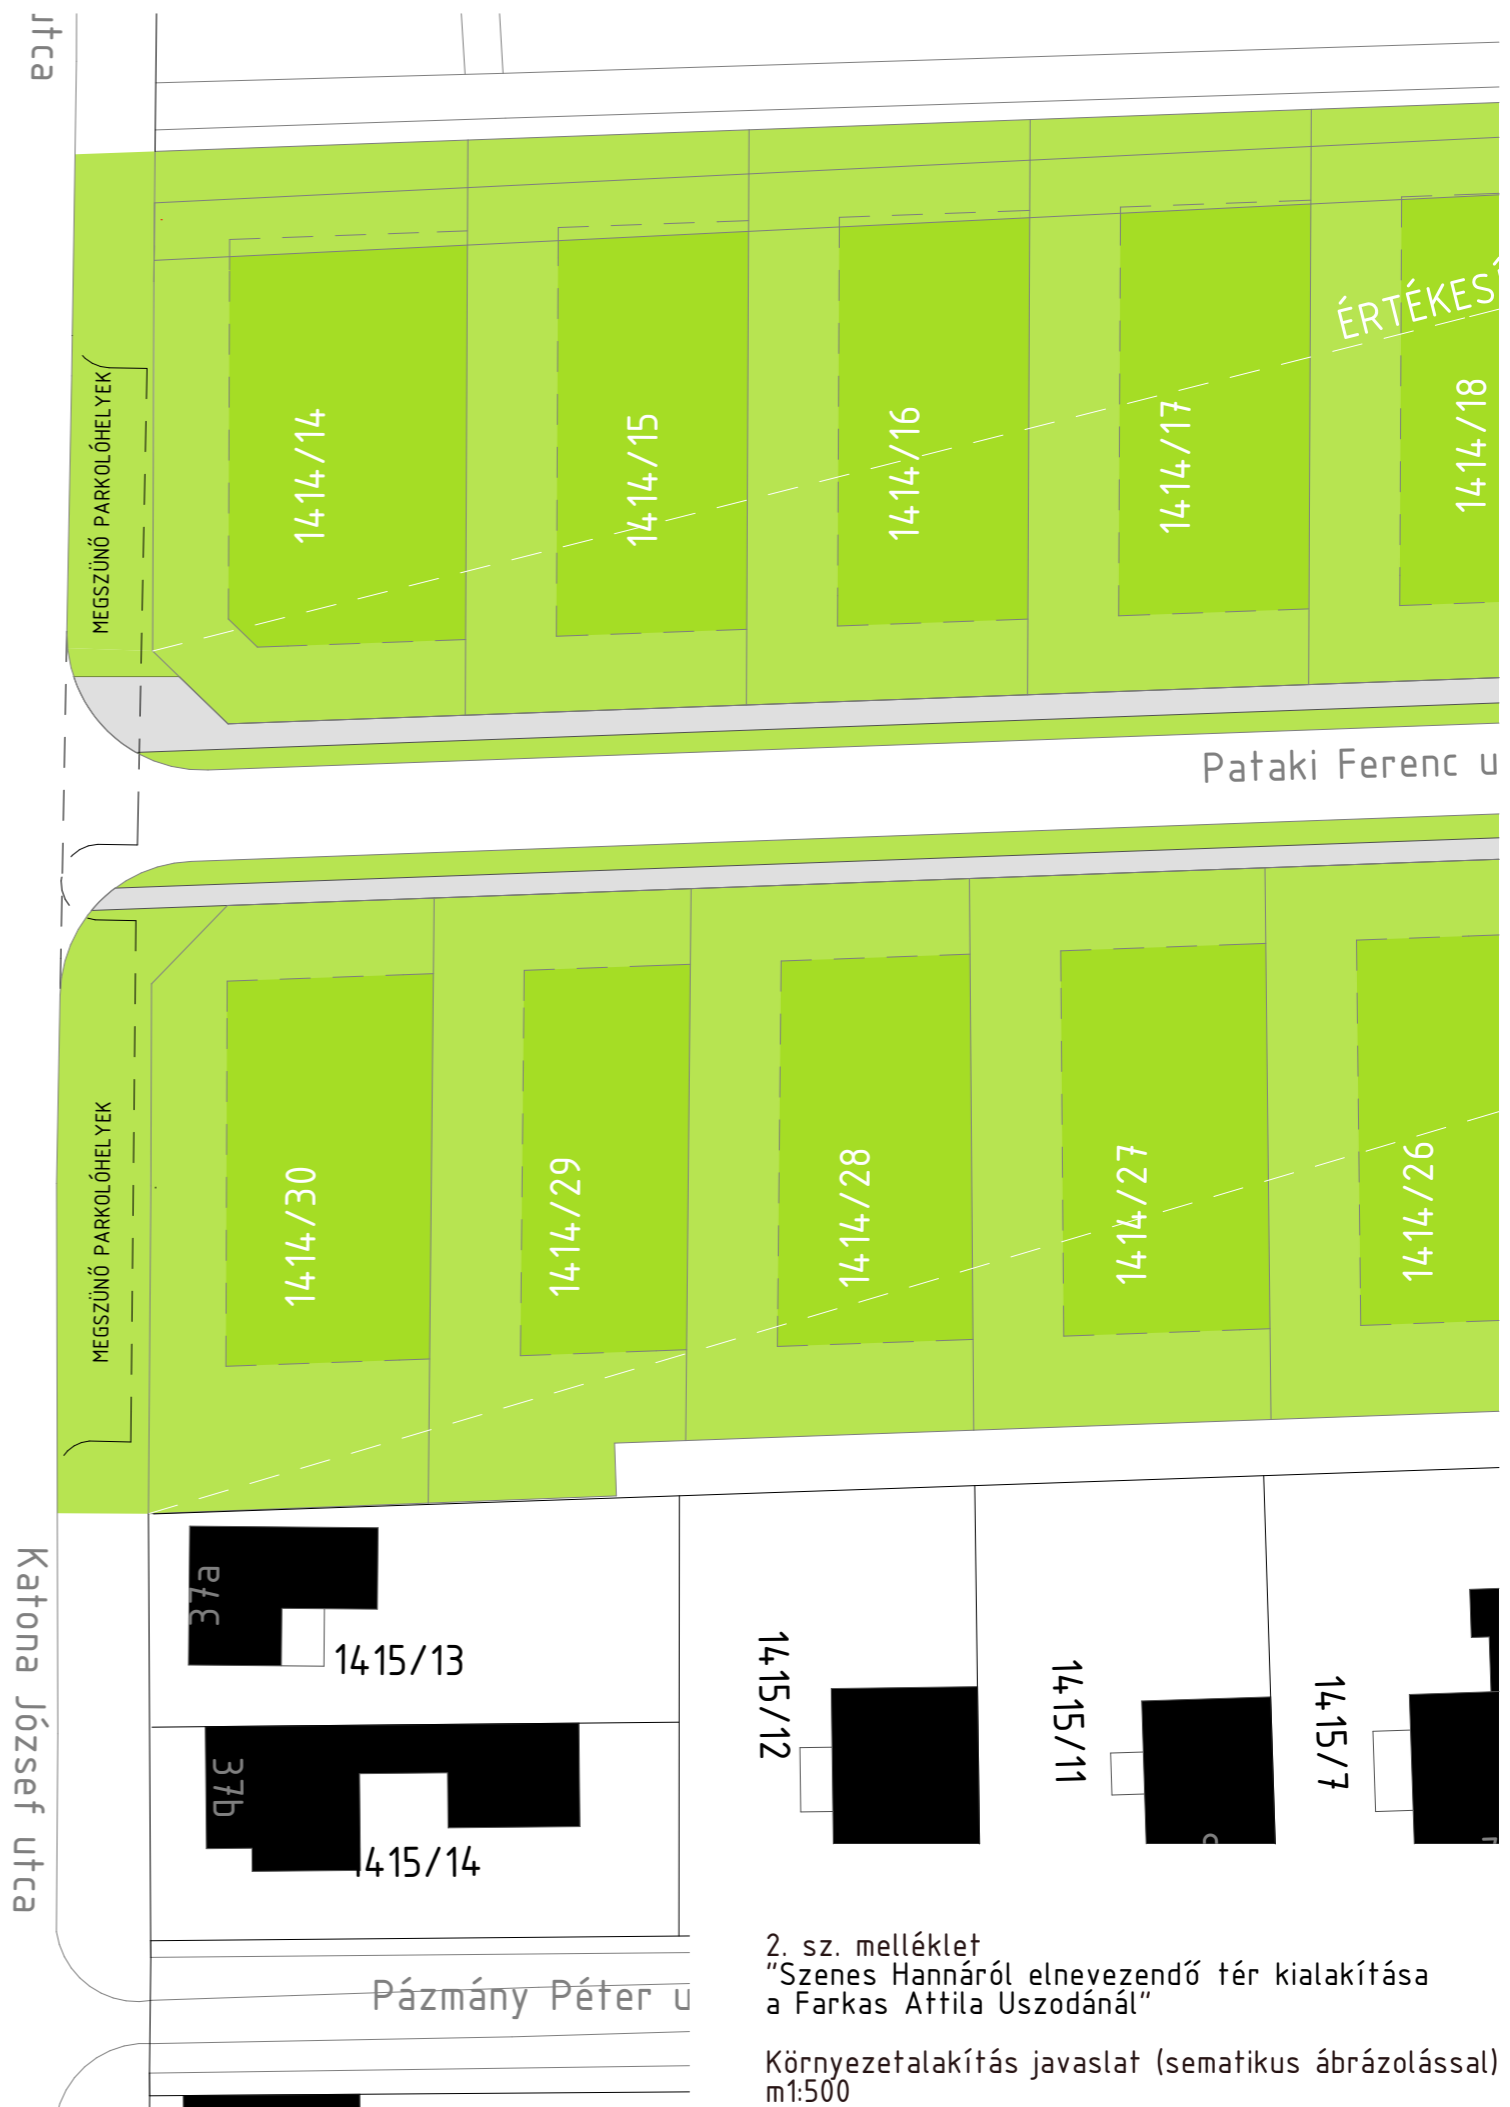 utca
MEGSZÜNŐ PARKOLÓHELYEK
1414/14
1414/15
1414/16
1414/17
1414/18
ÉRTÉKESÍ
Pataki Ferenc u
MEGSZÜNŐ PARKOLÓHELYEK
1414/30
1414/29
1414/28
1414/27
1414/26
Katona József utca
37a
1415/13
37b
1415/14
1415/12
1415/11
1415/7
Pázmány Péter u
2. sz. melléklet
"Szenes Hannáról elnevezendő tér kialakítása
a Farkas Attila Uszodánál"
Környezetalakítás javaslat (sematikus ábrázolással)
m1:500